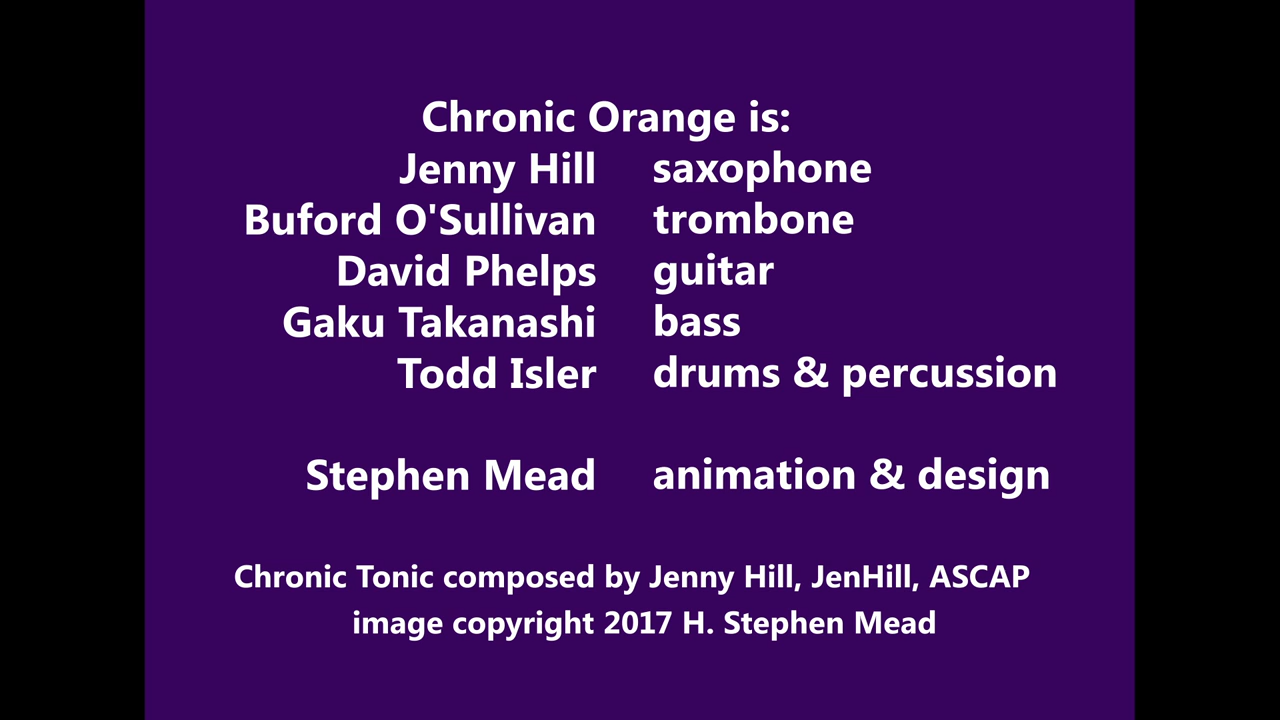 Chronic Orange is:
Jenny Hill saxophone
Buford O'Sullivan trombone
David Phelps guitar
Gaku Takanashi bass
Todd Isler drums & percussion
Stephen Mead animation & design
Chronic Tonic composed by Jenny Hill, JenHill, ASCAP
image copyright 2017 H. Stephen Mead